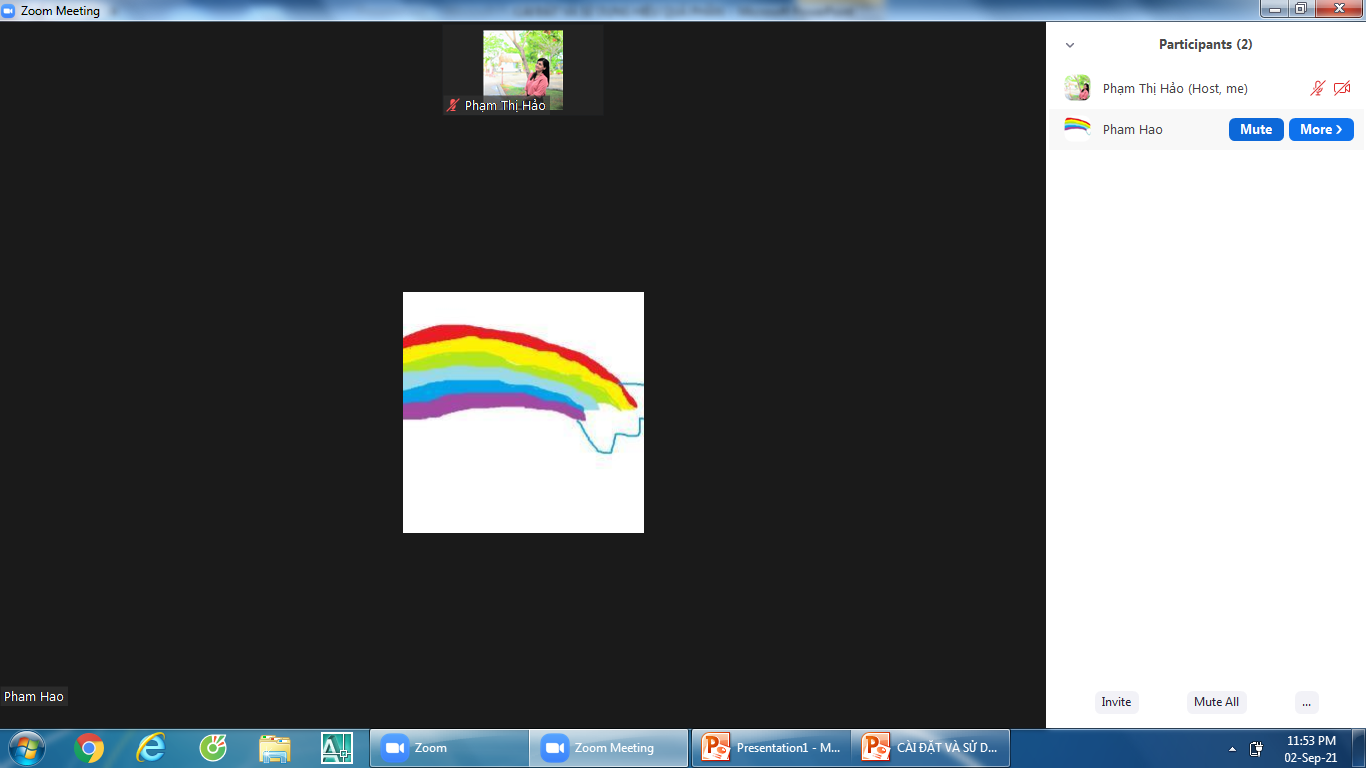 Zoom Meeting
Phạm Thị Hảo
Pham Hao
Participants (2)
Phạm Thị Hảo (Host, me)
Pham Hao
Mute
More
Invite
Mute All
...
Zoom
Zoom Meeting
Presentation1 - M...
CÀI ĐẶT VÀ SỬ D...
11:53 PM
02-Sep-21